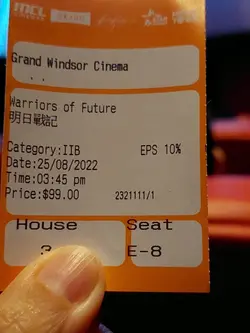 mcl
Grand Windsor Cinema
Warriors of Future
明日戰記
Category:IIB EPS 10%
Date:25/08/2022
Time:03:45 pm
Price:$99.00 2321111/1
House Seat
3 E-8